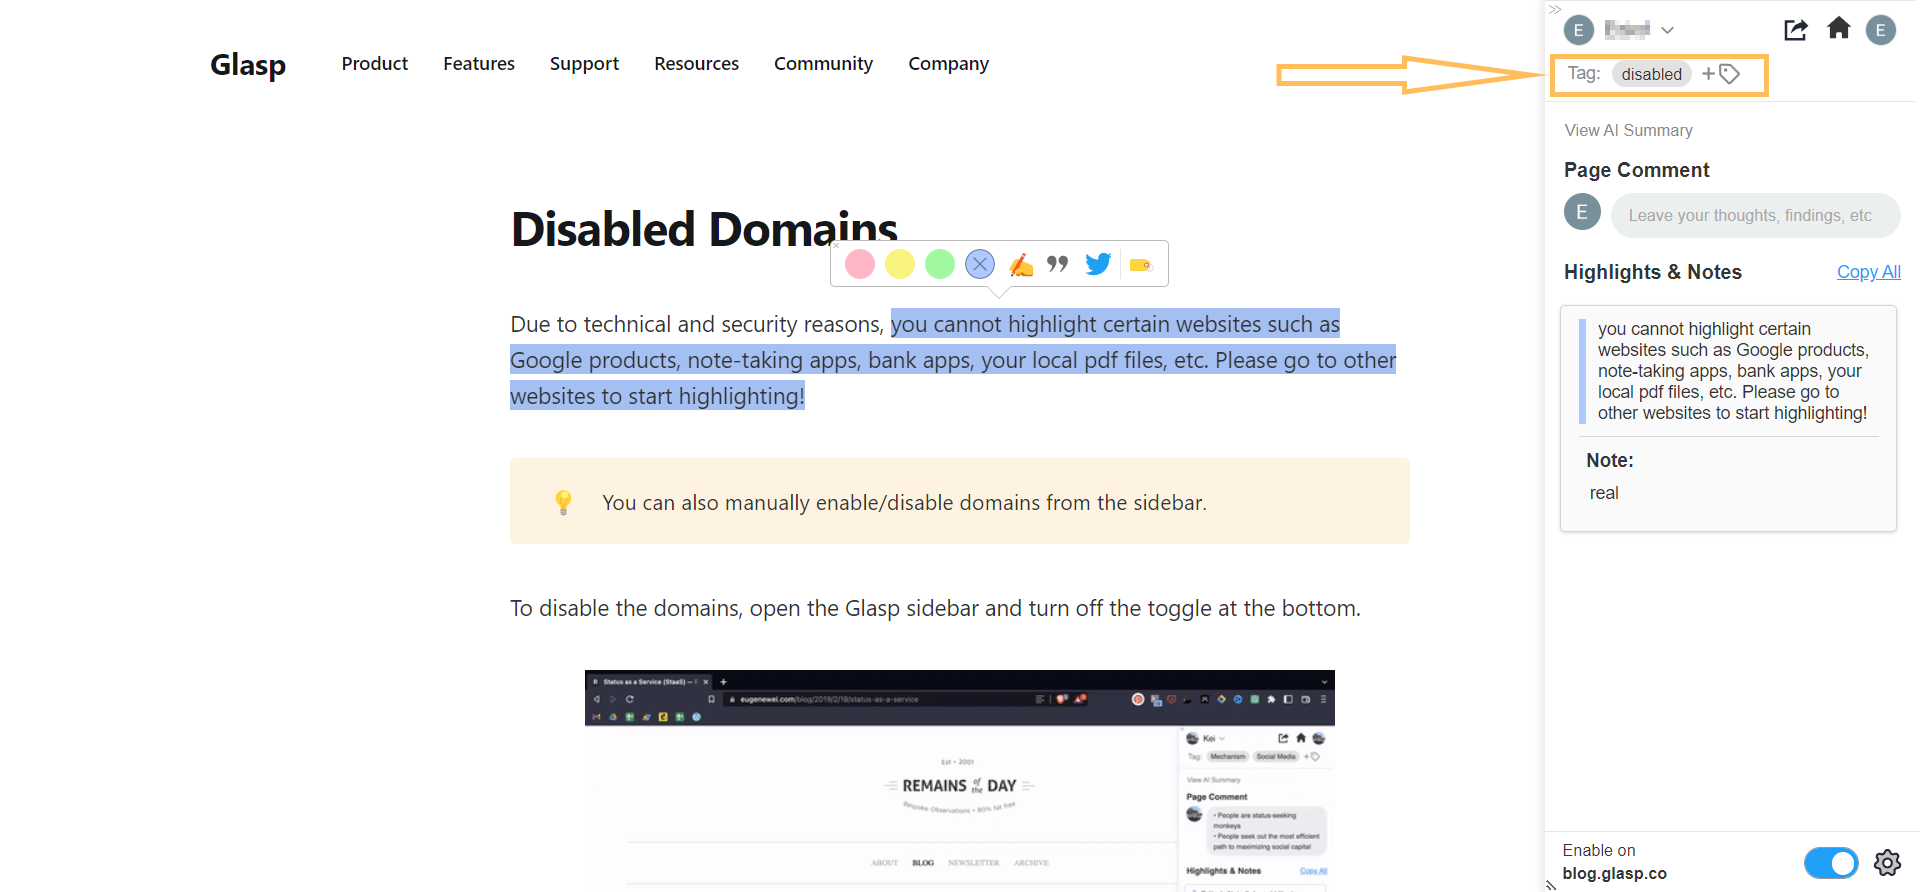 Glasp
Product
Features
Support
Resources
Community
Company
E
E
Tag:
disabled
View AI Summary
Page Comment
E
Leave your thoughts, findings, etc
Highlights & Notes
Copy All
you cannot highlight certain
websites such as Google products,
note-taking apps, bank apps, your
local pdf files, etc. Please go to
other websites to start highlighting!
Note:
real
Enable on
blog.glasp.co
Disabled Domains
Due to technical and security reasons, you cannot highlight certain websites such as
Google products, note-taking apps, bank apps, your local pdf files, etc. Please go to other
websites to start highlighting!
You can also manually enable/disable domains from the sidebar.
To disable the domains, open the Glasp sidebar and turn off the toggle at the bottom.
Status as a Service (StaaS) —
eugenewei.com/blog/2019/2/19/status-as-a-service
Est • 2001
REMAINS of the DAY
Bespoke Observations • 80% fat free
ABOUT
BLOG
NEWSLETTER
ARCHIVE
Kei
Tag:
Mechanism
Social Media
View AI Summary
Page Comment
• People are status-seeking
monkeys
• People seek out the most efficient
path to maximizing social capital
Highlights & Notes
Copy All